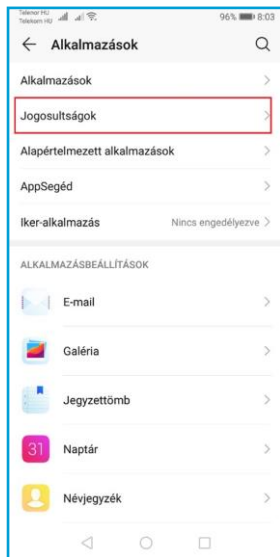 Telenor HU
Telekom HU
96% 8:03
Alkalmazások
Alkalmazások
Jogosultságok
Alapértelmezett alkalmazások
AppSegéd
Iker-alkalmazás Nincs engedélyezve
ALKALMAZÁSBEÁLLÍTÁSOK
E-mail
Galéria
Jegyzettömb
31 Naptár
Névjegyzék